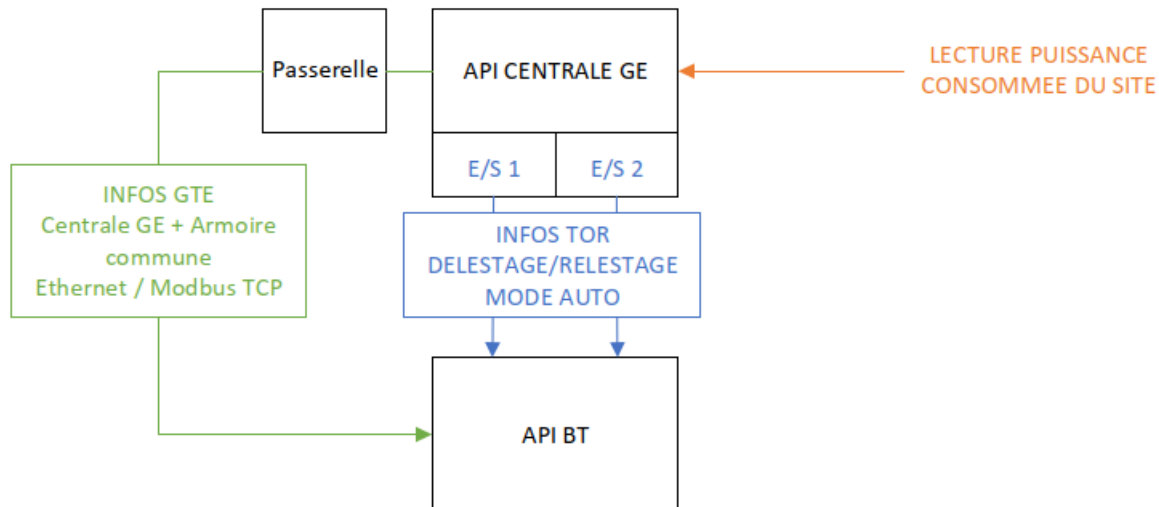 Passerelle
API CENTRALE GE
LECTURE PUISSANCE
CONSOMMEE DU SITE
E/S 1
E/S 2
INFOS GTE
Centrale GE + Armoire
commune
Ethernet / Modbus TCP
INFOS TOR
DELESTAGE/RELESTAGE
MODE AUTO
API BT